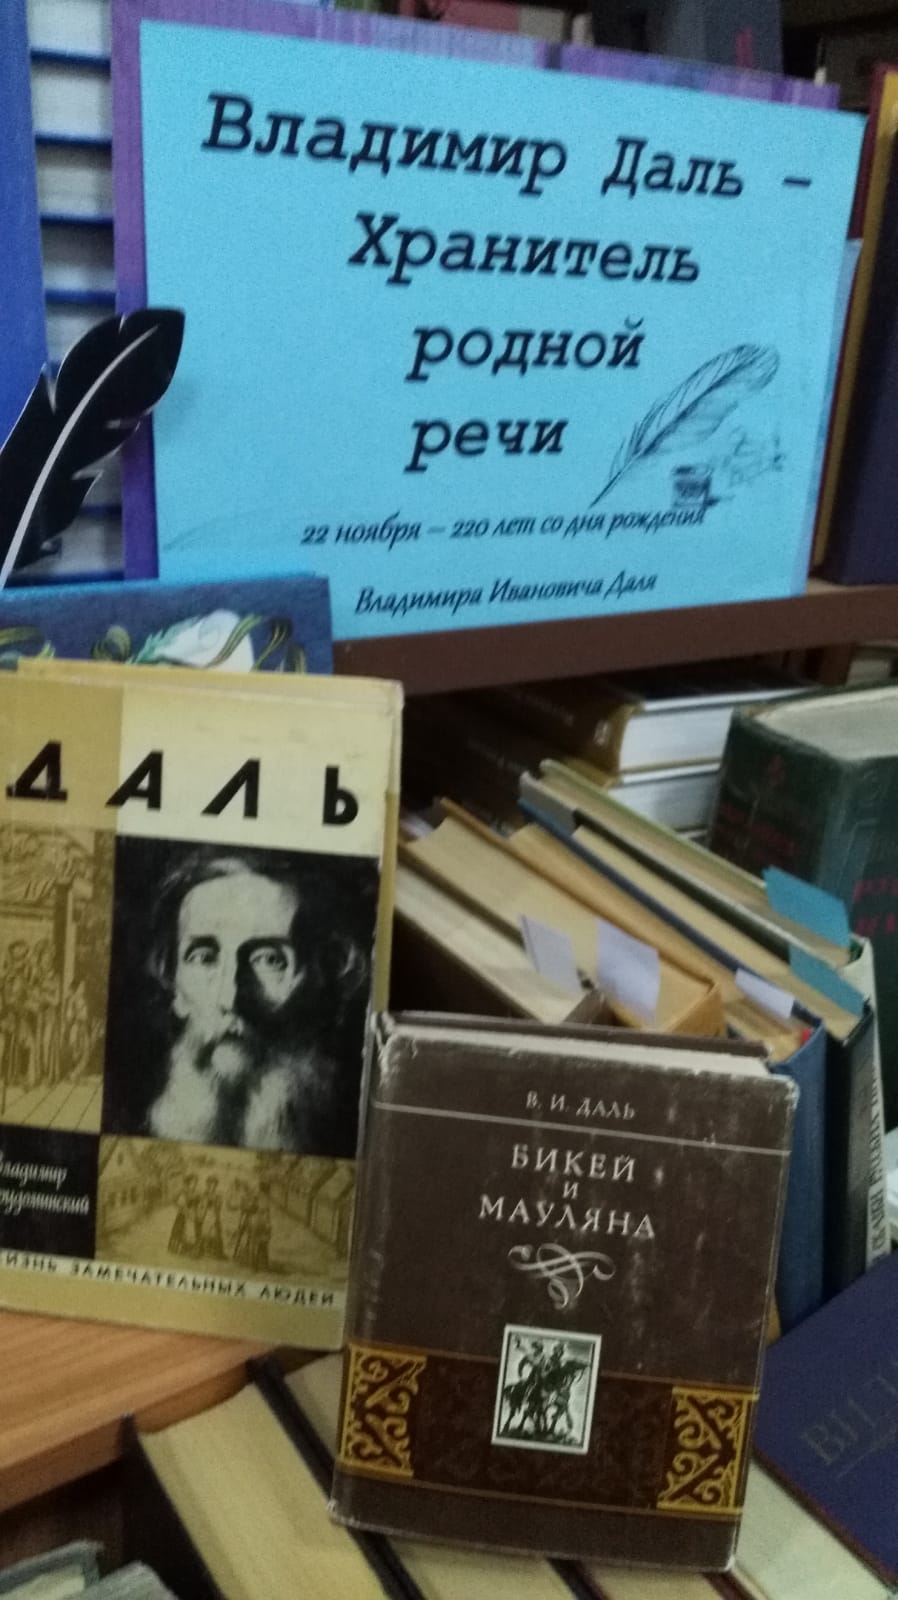 Владимир Даль –
Хранитель
родной
речи
22 ноября – 220 лет со дня рождения
Владимира Ивановича Даля
ДАЛЬ
Владимир
ЗАМЕЧАТЕЛЬНЫХ ЛЮДЕЙ
В. И. ДАЛЬ
БИКЕЙ
И
МАУЛЯНА